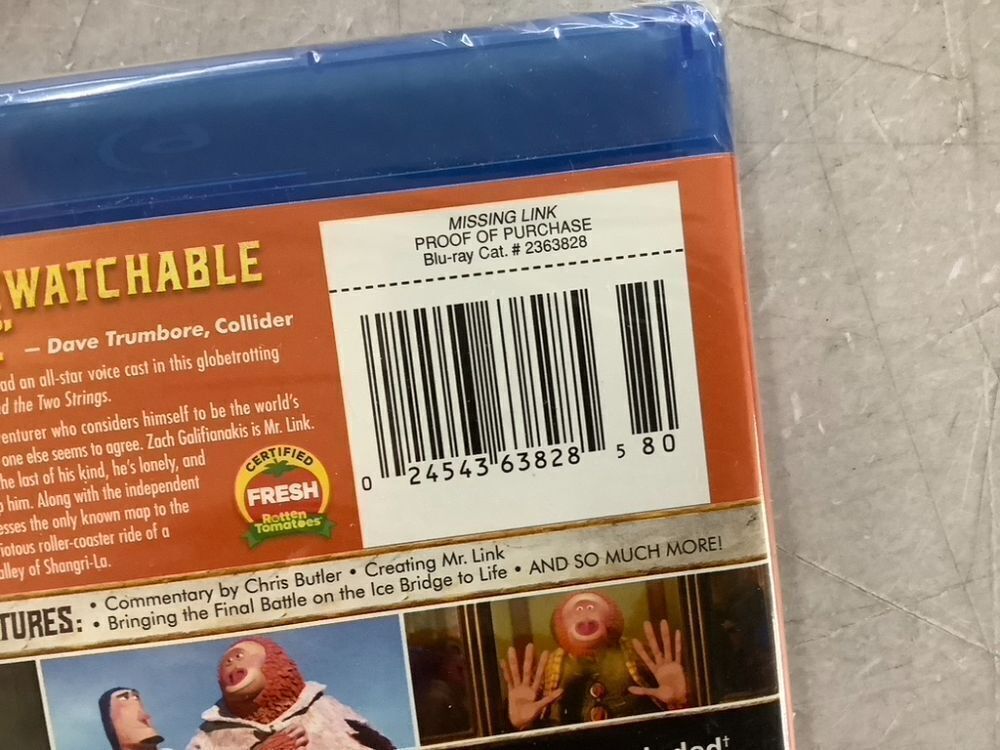 WATCHABLE
– Dave Trumbore, Collider
ad an all-star voice cast in this globetrotting
d the Two Strings.
enturer who considers himself to be the world's
one else seems to agree. Zach Galifianakis is Mr. Link.
he last of his kind, he's lonely, and
him. Along with the independent
esses the only known map to the
iotous roller-coaster ride of a
alley of Shangri-La.
CERTIFIED
FRESH
Rotten
Tomatoes
MISSING LINK
PROOF OF PURCHASE
Blu-ray Cat. # 2363828
0 24543 63828 5 80
TURES: • Commentary by Chris Butler • Creating Mr. Link
• Bringing the Final Battle on the Ice Bridge to Life • AND SO MUCH MORE!